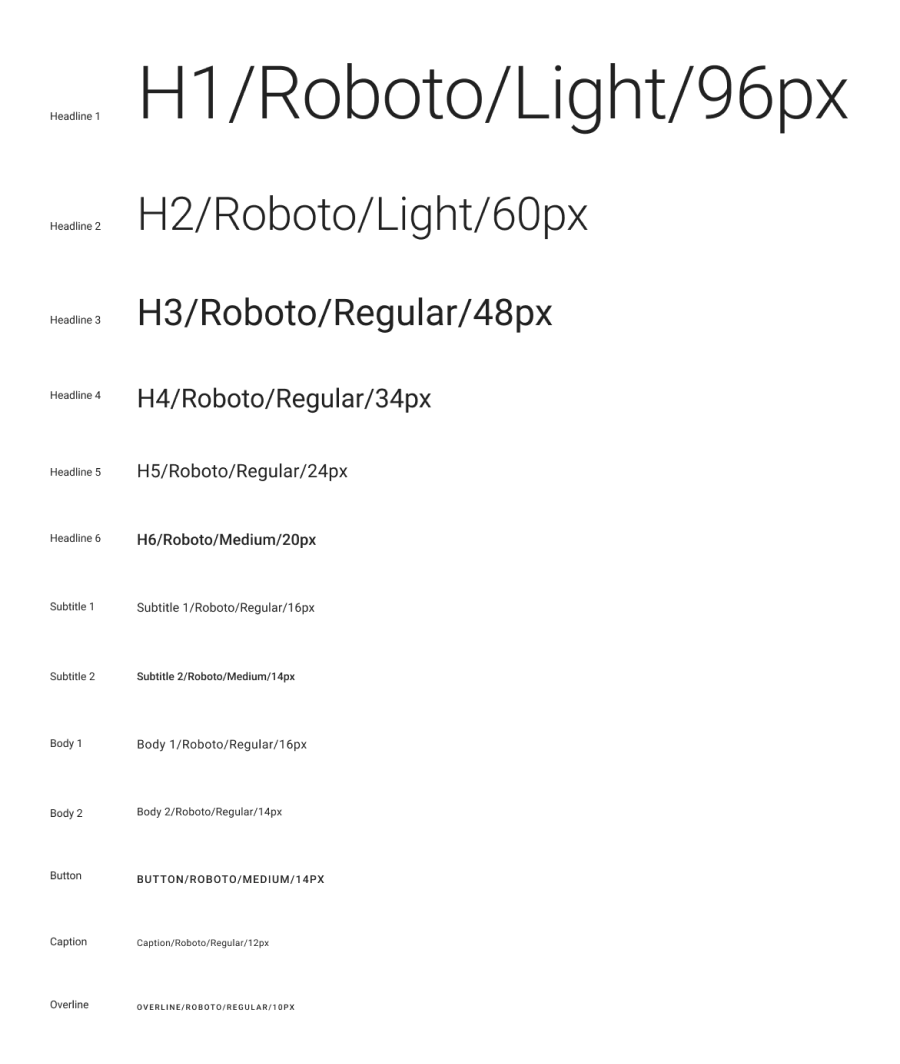 Headline 1 H1/Roboto/Light/96px
Headline 2 H2/Roboto/Light/60px
Headline 3 H3/Roboto/Regular/48px
Headline 4 H4/Roboto/Regular/34px
Headline 5 H5/Roboto/Regular/24px
Headline 6 H6/Roboto/Medium/20px
Subtitle 1 Subtitle 1/Roboto/Regular/16px
Subtitle 2 Subtitle 2/Roboto/Medium/14px
Body 1 Body 1/Roboto/Regular/16px
Body 2 Body 2/Roboto/Regular/14px
Button BUTTON/ROBOTO/MEDIUM/14PX
Caption Caption/Roboto/Regular/12px
Overline OVERLINE/ROBOTO/REGULAR/10PX